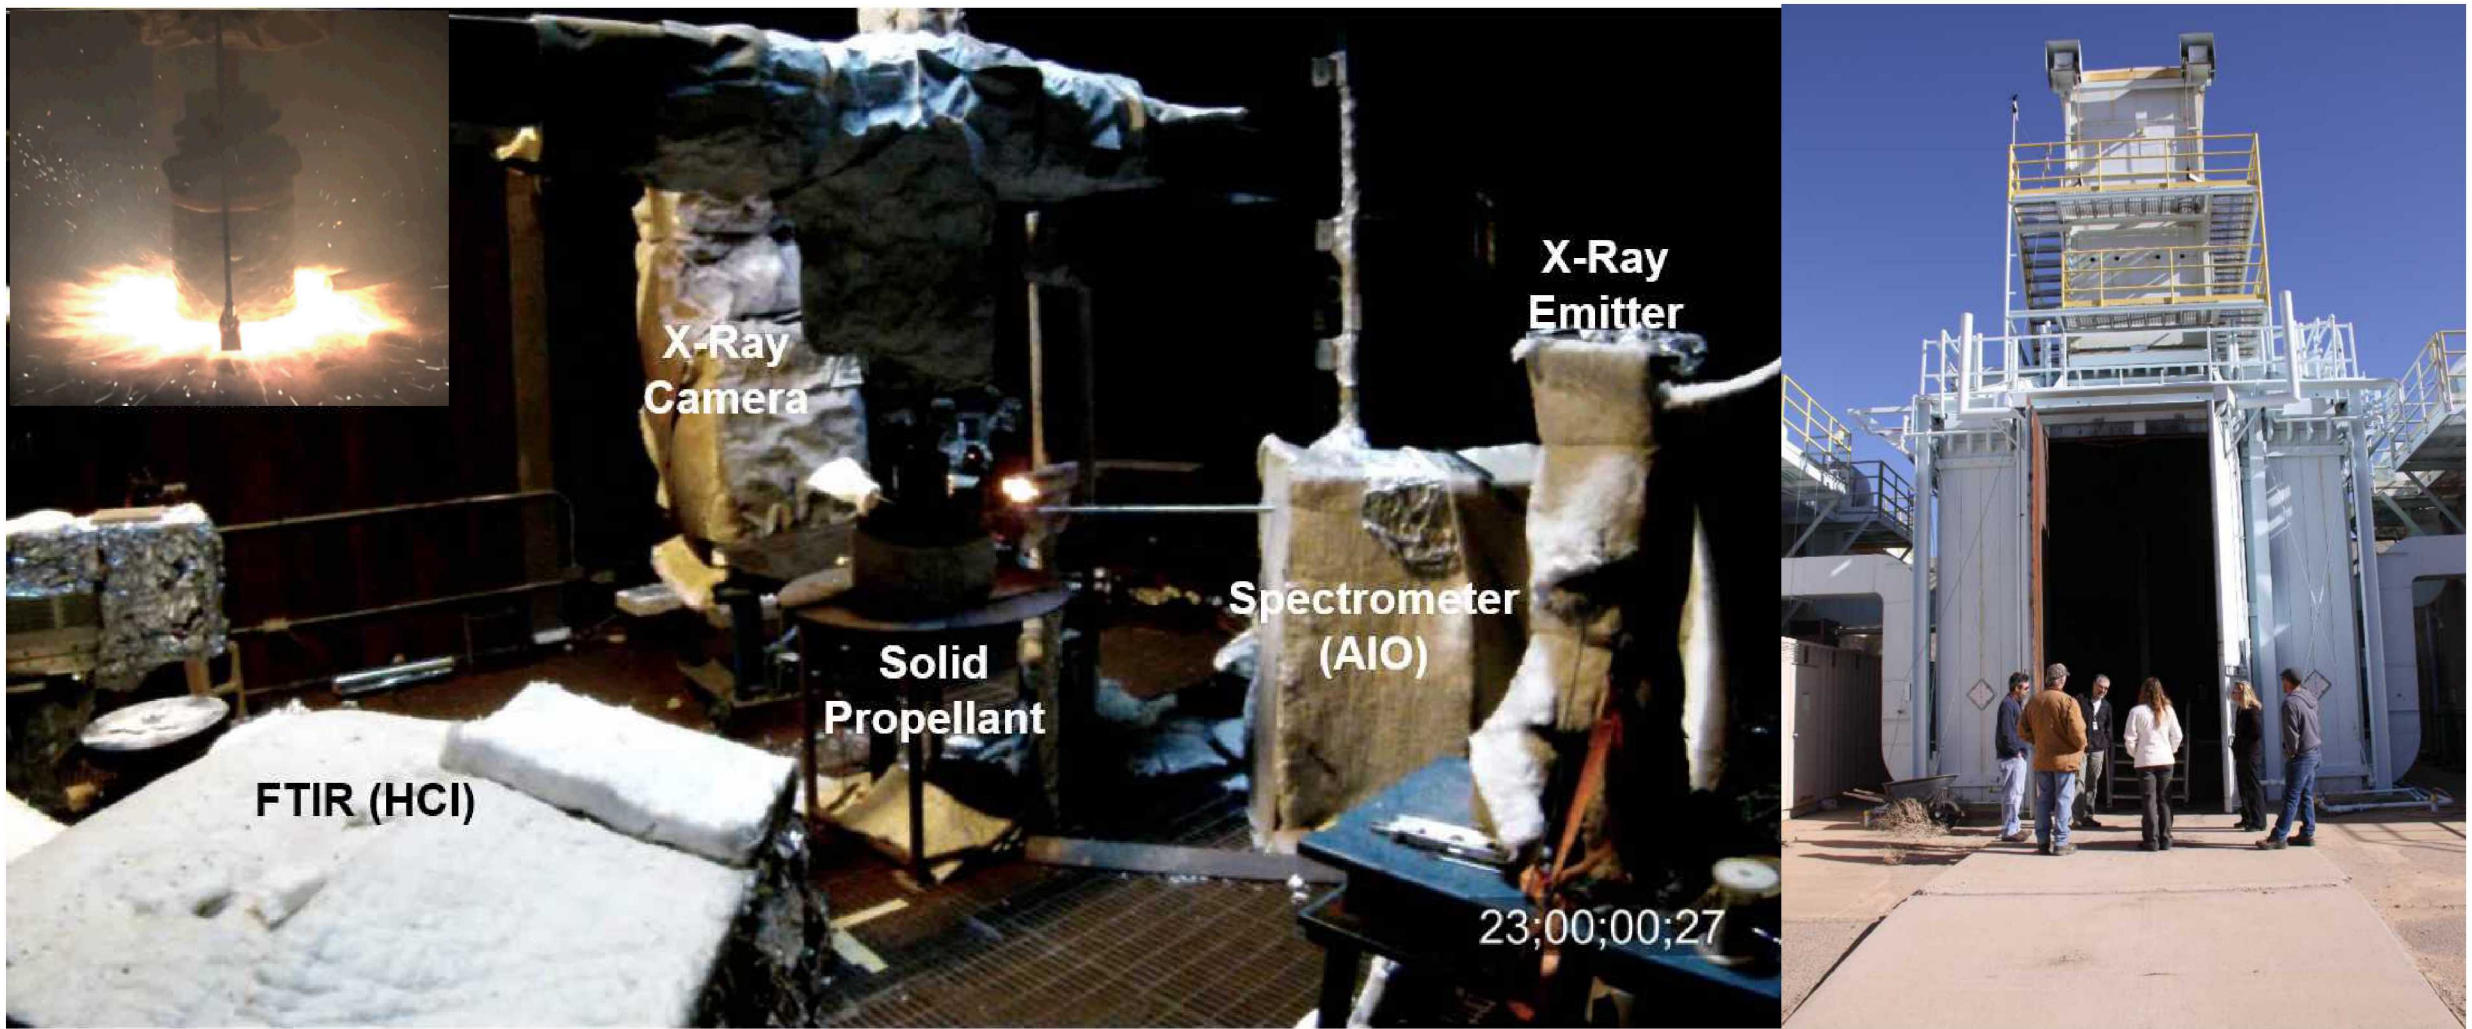 X-Ray
Emitter
X-Ray
Camera
Spectrometer
(AlO)
Solid
Propellant
FTIR (HCl)
23;00;00;27